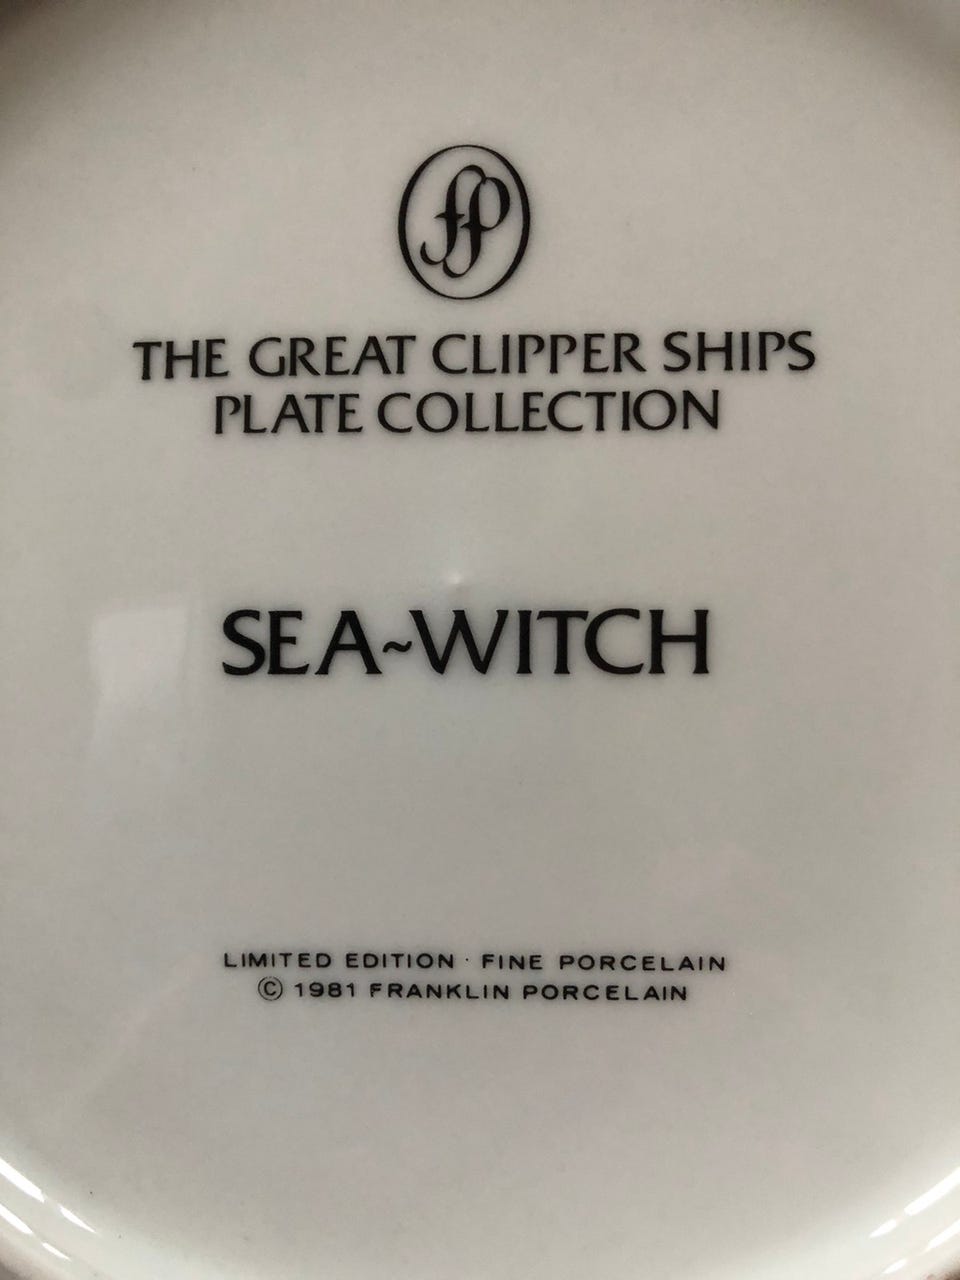 fp
THE GREAT CLIPPER SHIPS
PLATE COLLECTION
SEA~WITCH
LIMITED EDITION · FINE PORCELAIN
© 1981 FRANKLIN PORCELAIN